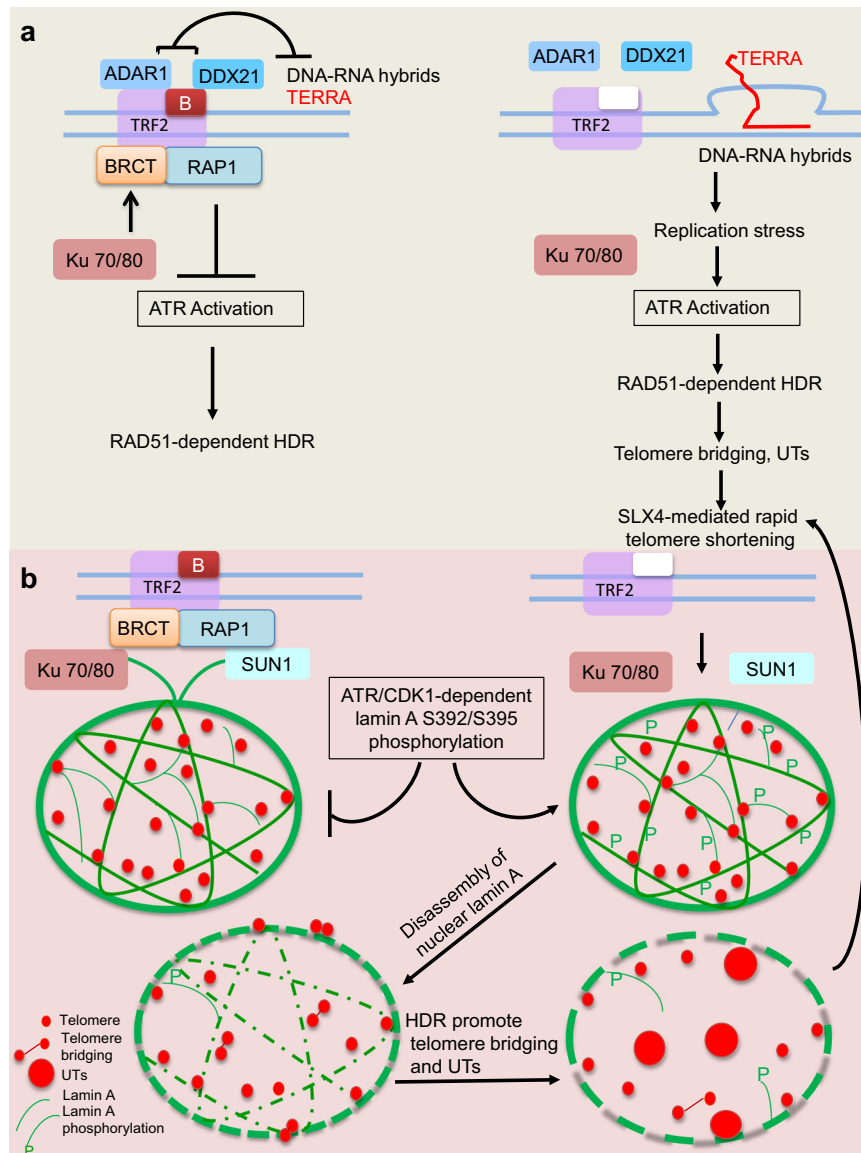 a
ADAR1
DDX21
DNA-RNA hybrids
TERRA
B
TRF2
BRCT
RAP1
Ku 70/80
ATR Activation
RAD51-dependent HDR
ADAR1
DDX21
TERRA
TRF2
DNA-RNA hybrids
Replication stress
Ku 70/80
ATR Activation
RAD51-dependent HDR
Telomere bridging, UTs
SLX4-mediated rapid
telomere shortening
b
B
TRF2
BRCT
RAP1
Ku 70/80
SUN1
ATR/CDK1-dependent
lamin A S392/S395
phosphorylation
TRF2
Ku 70/80
SUN1
P
P
P
P
P
P
P
P
P
P
P
Disassembly of
nuclear lamin A
P
HDR promote
telomere bridging
and UTs
P
P
Telomere
Telomere
bridging
UTs
Lamin A
Lamin A
phosphorylation
P